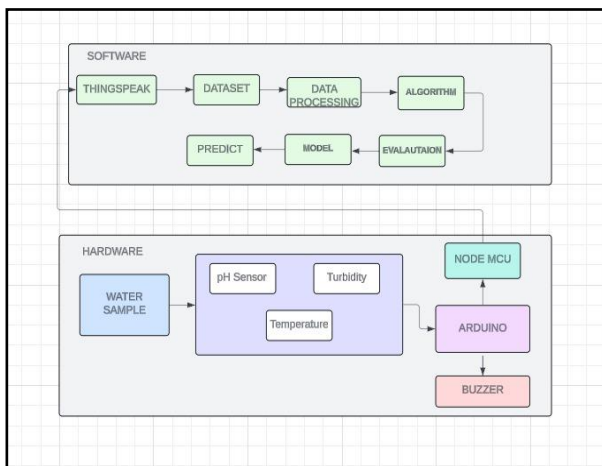 SOFTWARE
THINGSPEAK
DATASET
DATA
PROCESSING
ALGORITHM
PREDICT
MODEL
EVALAUTAION
HARDWARE
NODE MCU
pH Sensor
Turbidity
WATER
SAMPLE
Temperature
ARDUINO
BUZZER